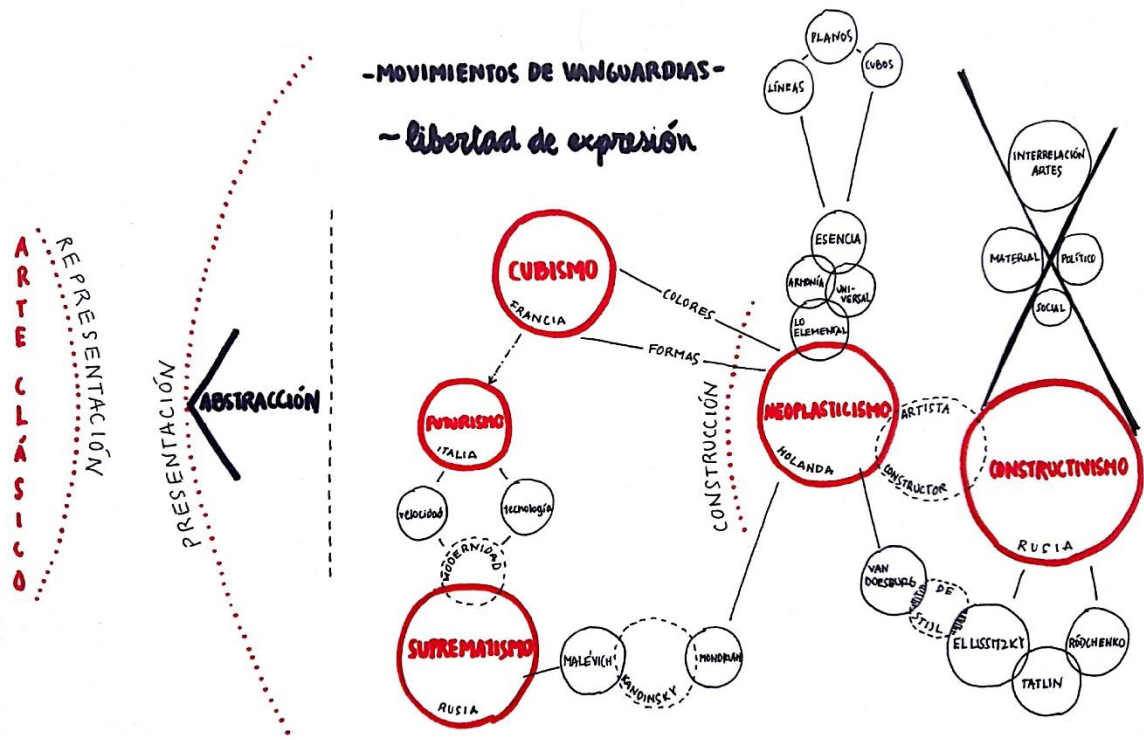 -MOVIMIENTOS DE VANGUARDIAS-
~libertad de expresión
ARTE CLÁSICO
REPRESENTACIÓN
PRESENTACIÓN
ABSTRACCIÓN
CUBISMO
FRANCIA
COLORES
FORMAS
FUTURISMO
ITALIA
velocidad
tecnología
MODERNIDAD
SUPREMATISMO
RUSIA
MALÉVICH
KANDINSKY
MONDRIAN
CONSTRUCCIÓN
PLANOS
LÍNEAS
CUBOS
ESENCIA
ARMONÍA
UNI-
VERSAL
LO
ELEMENTAL
NEOPLASTICISMO
HOLANDA
ARTISTA
CONSTRUCTOR
INTERRELACIÓN
ARTES
MATERIAL
POLÍTICO
SOCIAL
CONSTRUCTIVISMO
RUSIA
VAN
DOESBURG
DE
STIJL
EL LISSITZKY
TATLIN
RÓDCHENKO